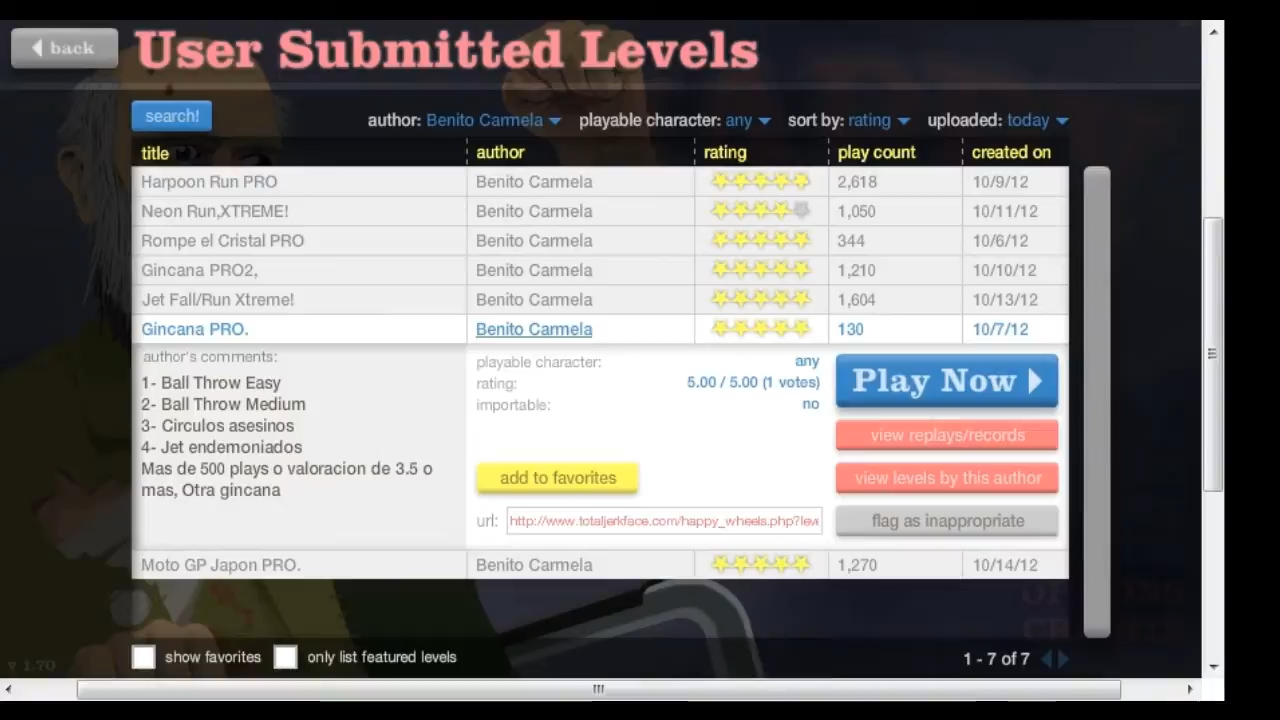 back
User Submitted Levels
search! author: Benito Carmela playable character: any sort by: rating uploaded: today
title author rating play count created on
Harpoon Run PRO Benito Carmela 2,618 10/9/12
Neon Run,XTREME! Benito Carmela 1,050 10/11/12
Rompe el Cristal PRO Benito Carmela 344 10/6/12
Gincana PRO2, Benito Carmela 1,210 10/10/12
Jet Fall/Run Xtreme! Benito Carmela 1,604 10/13/12
Gincana PRO. Benito Carmela 130 10/7/12
author's comments:
1- Ball Throw Easy
2- Ball Throw Medium
3- Circulos asesinos
4- Jet endemoniados
Mas de 500 plays o valoracion de 3.5 o
mas, Otra gincana
playable character: any
rating: 5.00 / 5.00 (1 votes)
importable: no
add to favorites
url: http://www.totaljerkface.com/happy_wheels.php?leve
Play Now
view replays/records
view levels by this author
flag as inappropriate
Moto GP Japon PRO. Benito Carmela 1,270 10/14/12
show favorites only list featured levels 1 - 7 of 7
v 1.70